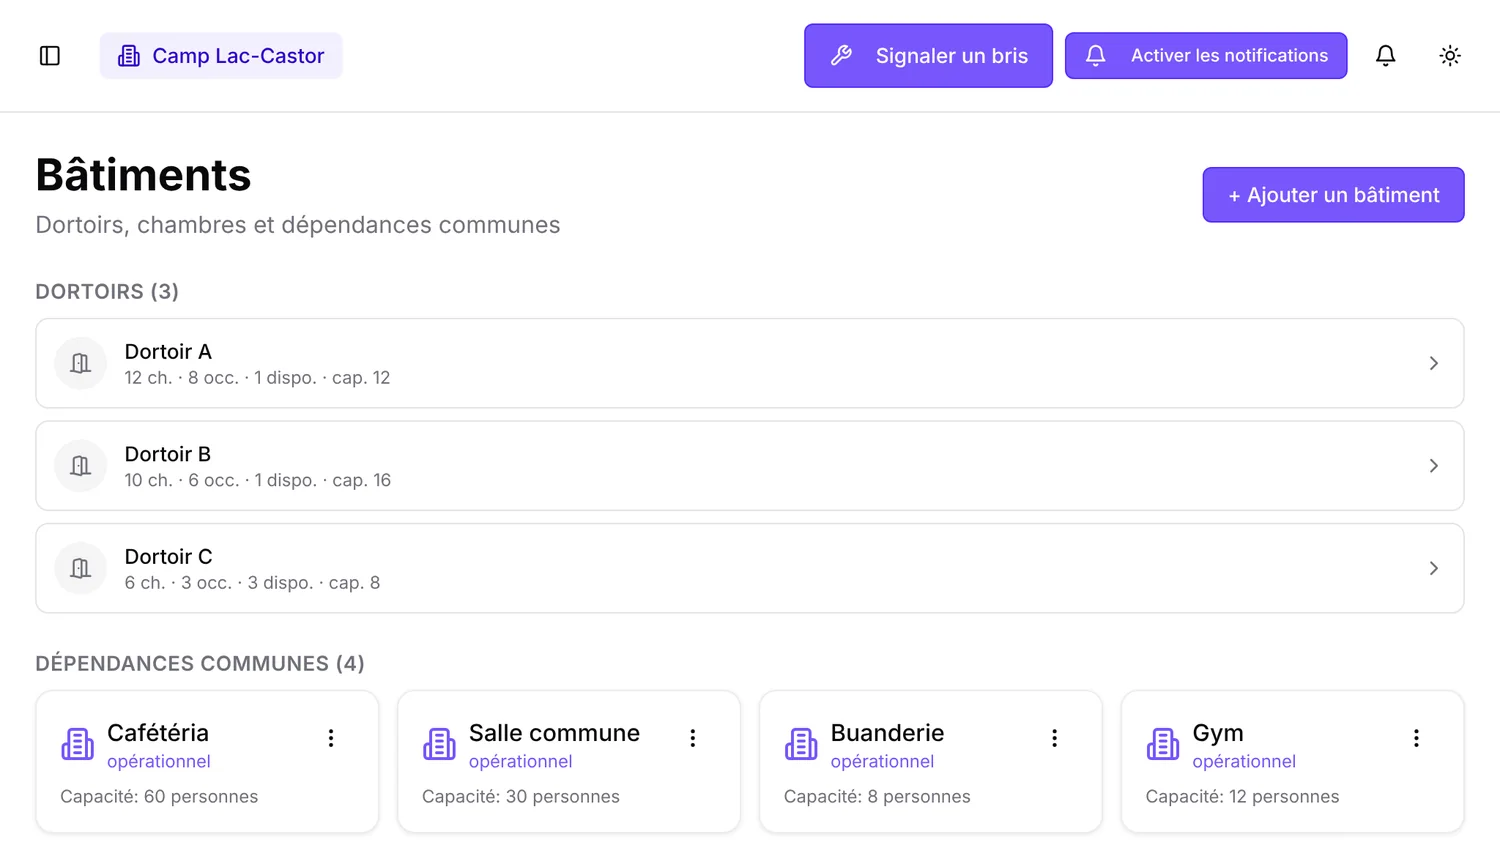 Camp Lac-Castor
Signaler un bris
Activer les notifications
Bâtiments
Dortoirs, chambres et dépendances communes
+ Ajouter un bâtiment
DORTOIRS (3)
Dortoir A
12 ch. · 8 occ. · 1 dispo. · cap. 12
Dortoir B
10 ch. · 6 occ. · 1 dispo. · cap. 16
Dortoir C
6 ch. · 3 occ. · 3 dispo. · cap. 8
DÉPENDANCES COMMUNES (4)
Cafétéria
opérationnel
Capacité: 60 personnes
Salle commune
opérationnel
Capacité: 30 personnes
Buanderie
opérationnel
Capacité: 8 personnes
Gym
opérationnel
Capacité: 12 personnes